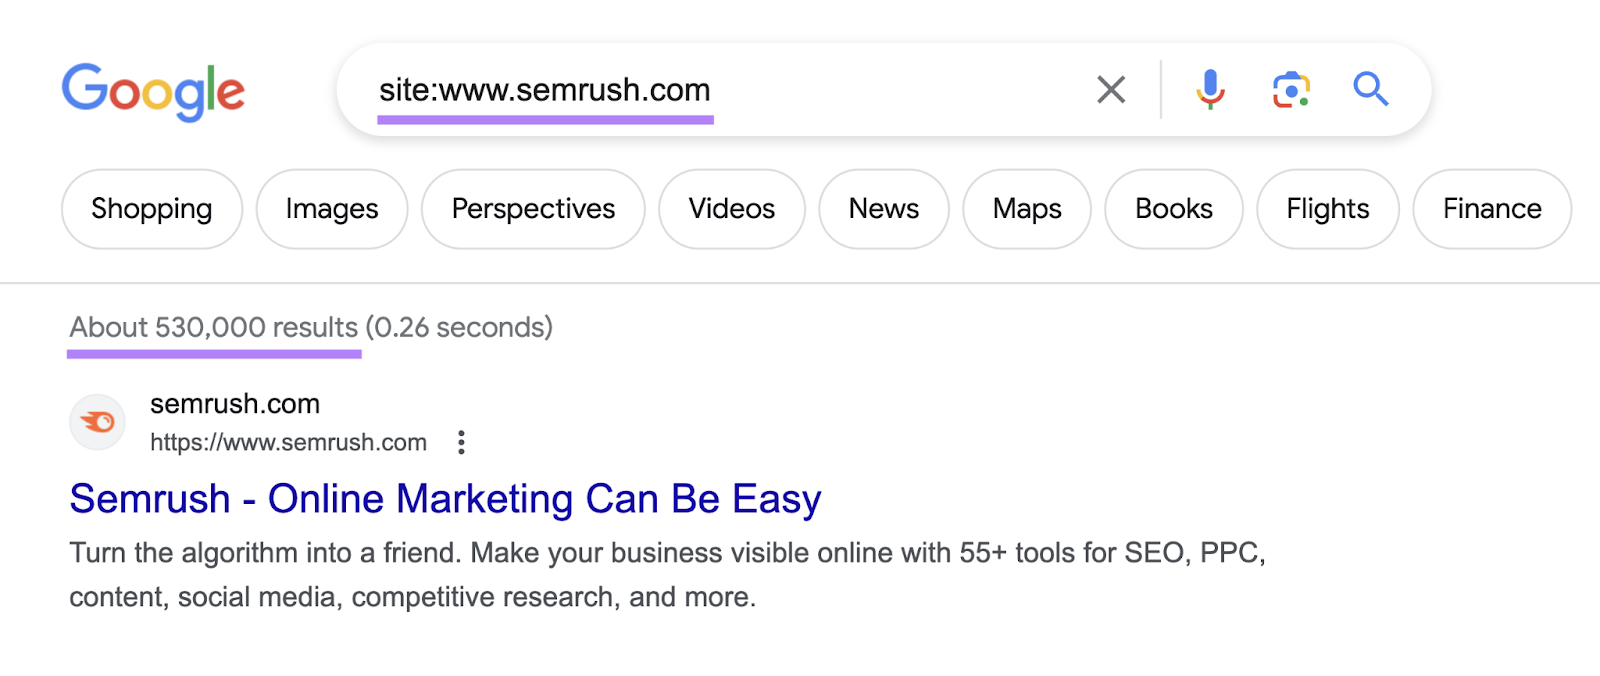 Google
site:www.semrush.com
Shopping Images Perspectives Videos News Maps Books Flights Finance
About 530,000 results (0.26 seconds)
semrush.com
https://www.semrush.com
Semrush - Online Marketing Can Be Easy
Turn the algorithm into a friend. Make your business visible online with 55+ tools for SEO, PPC,
content, social media, competitive research, and more.